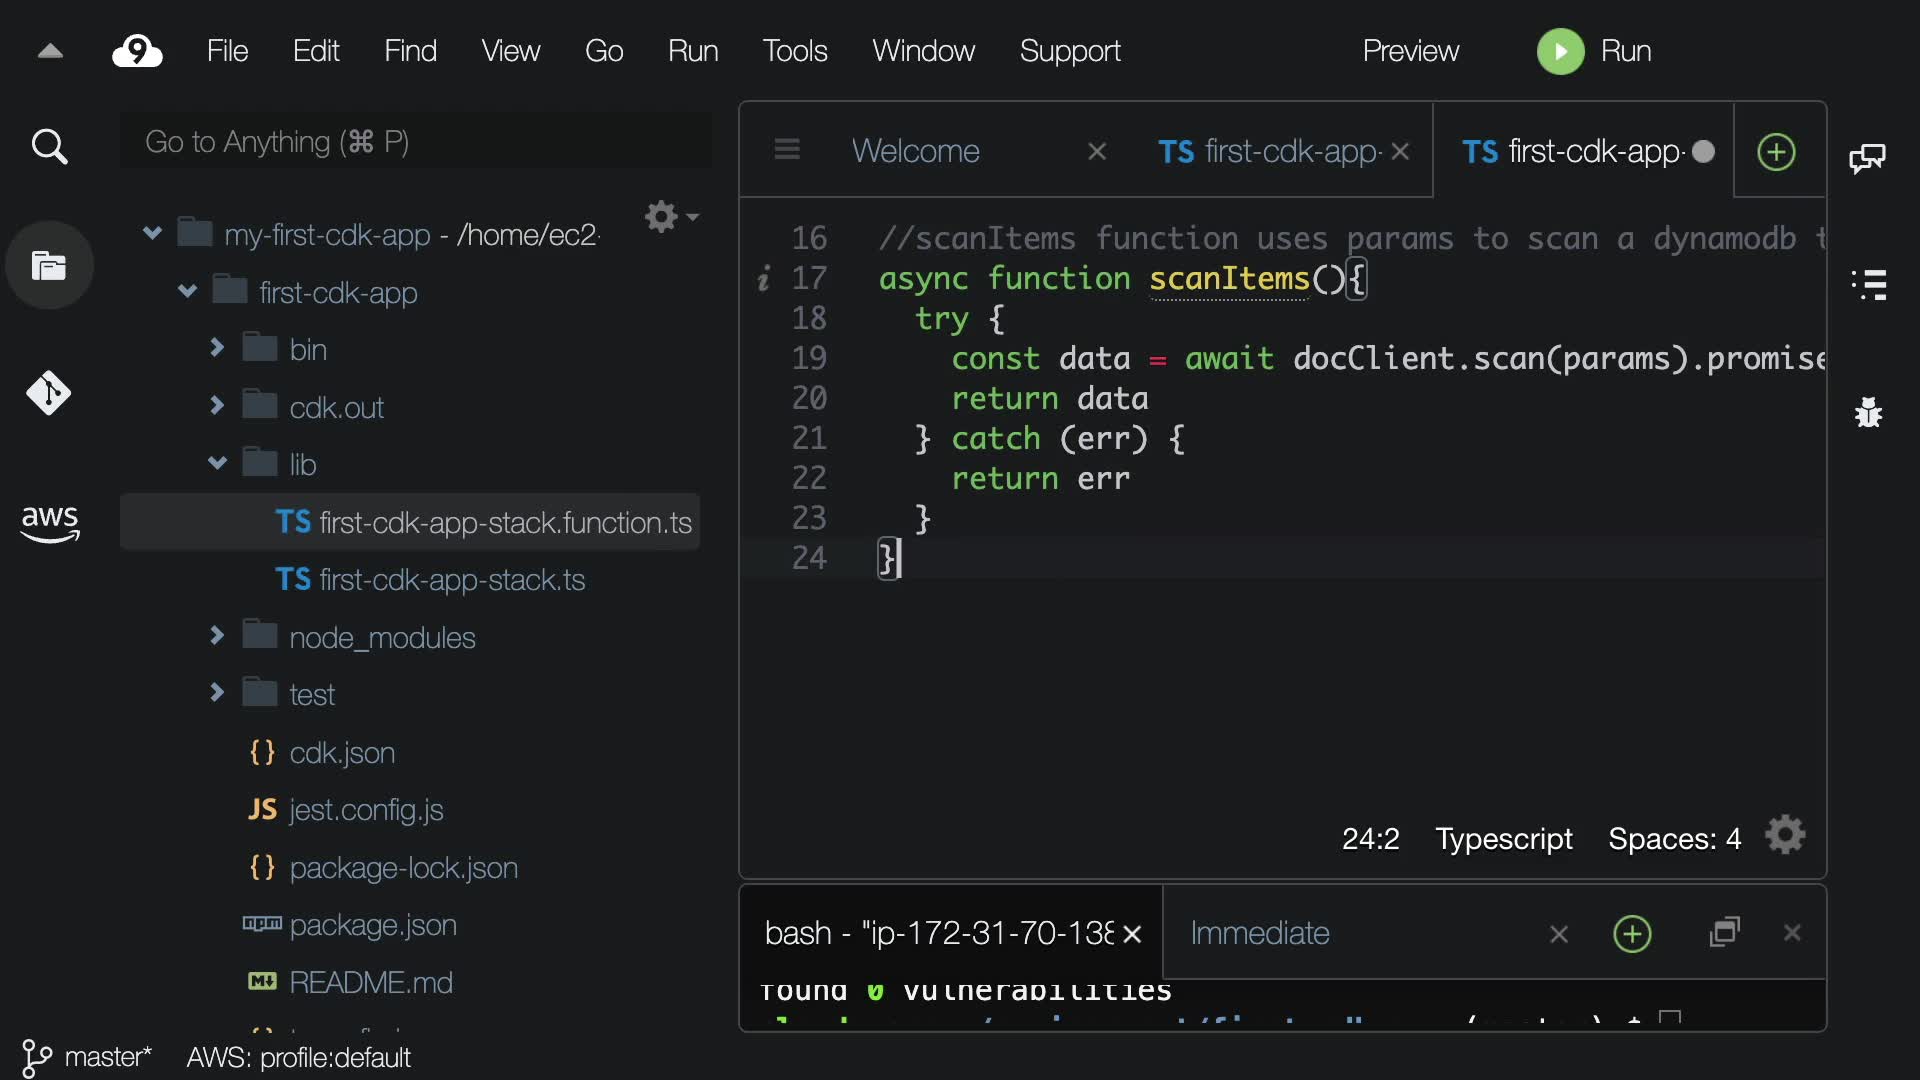 9 File Edit Find View Go Run Tools Window Support Preview Run
Go to Anything (⌘ P)
Welcome
TS first-cdk-app-
TS first-cdk-app-
my-first-cdk-app - /home/ec2-
first-cdk-app
bin
cdk.out
lib
TS first-cdk-app-stack.function.ts
TS first-cdk-app-stack.ts
node_modules
test
{} cdk.json
JS jest.config.js
{} package-lock.json
package.json
README.md
aws
16 //scanItems function uses params to scan a dynamodb t
17 async function scanItems(){
18 try {
19 const data = await docClient.scan(params).promise
20 return data
21 } catch (err) {
22 return err
23 }
24 }
24:2 Typescript Spaces: 4
bash - "ip-172-31-70-138
Immediate
found 0 vulnerabilities
master* AWS: profile:default